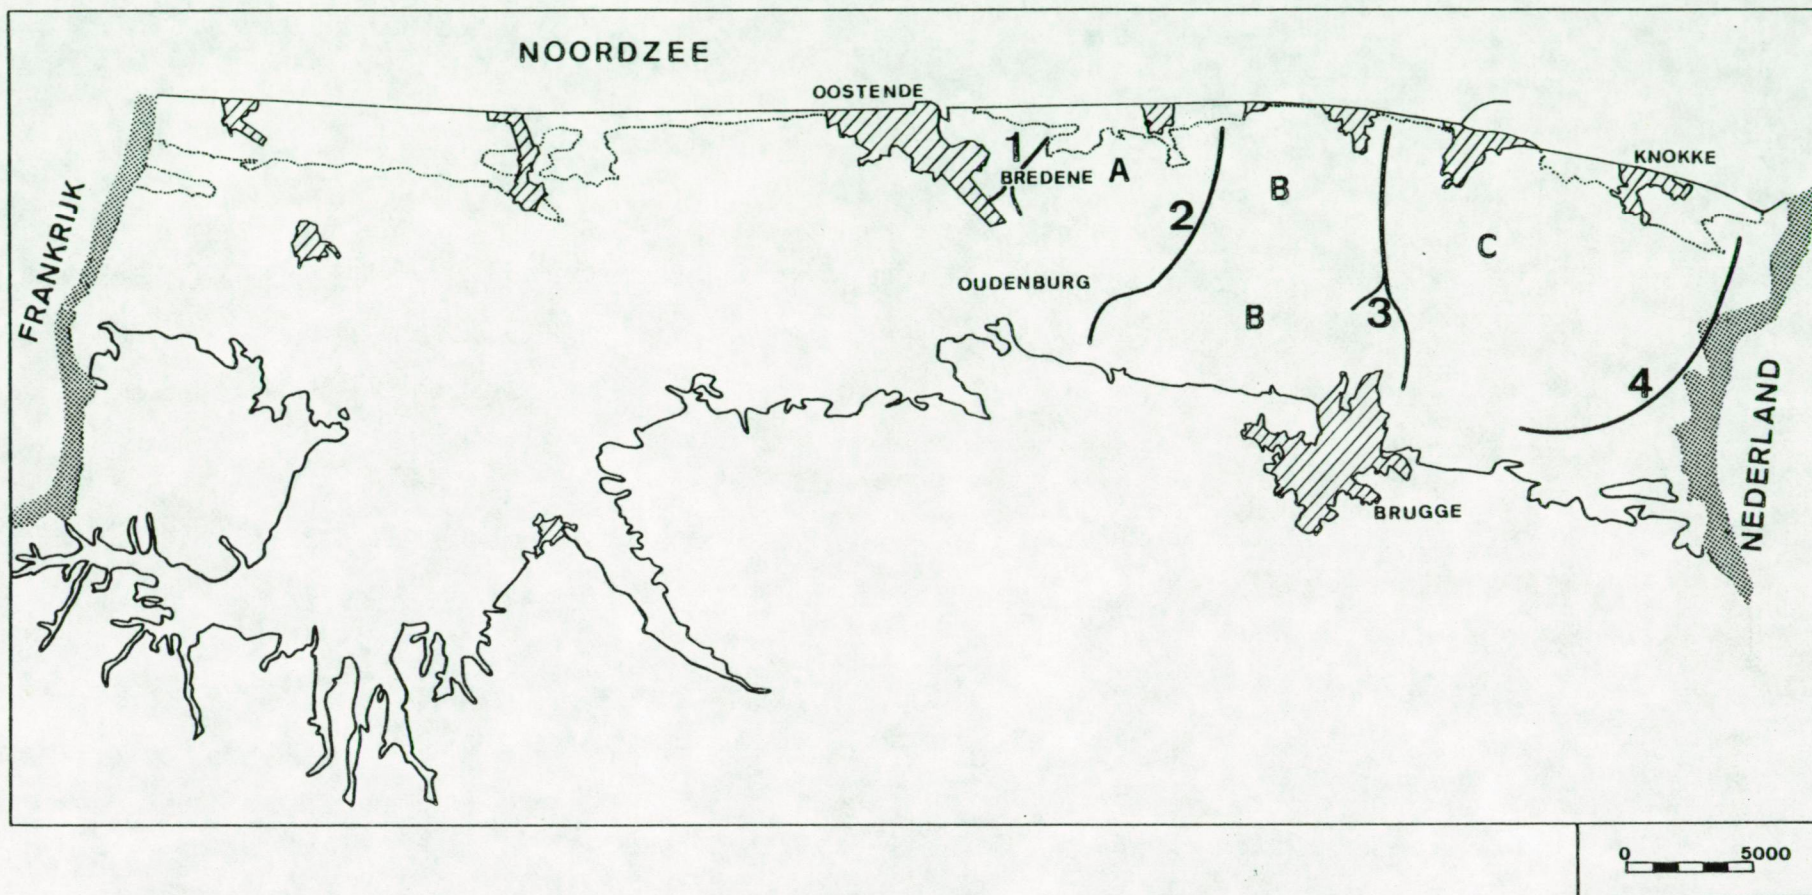 NOORDZEE
OOSTENDE
1
BREDENE
A
KNOKKE
2
B
C
FRANKRIJK
OUDENBURG
B
3
4
NEDERLAND
BRUGGE
0 5000